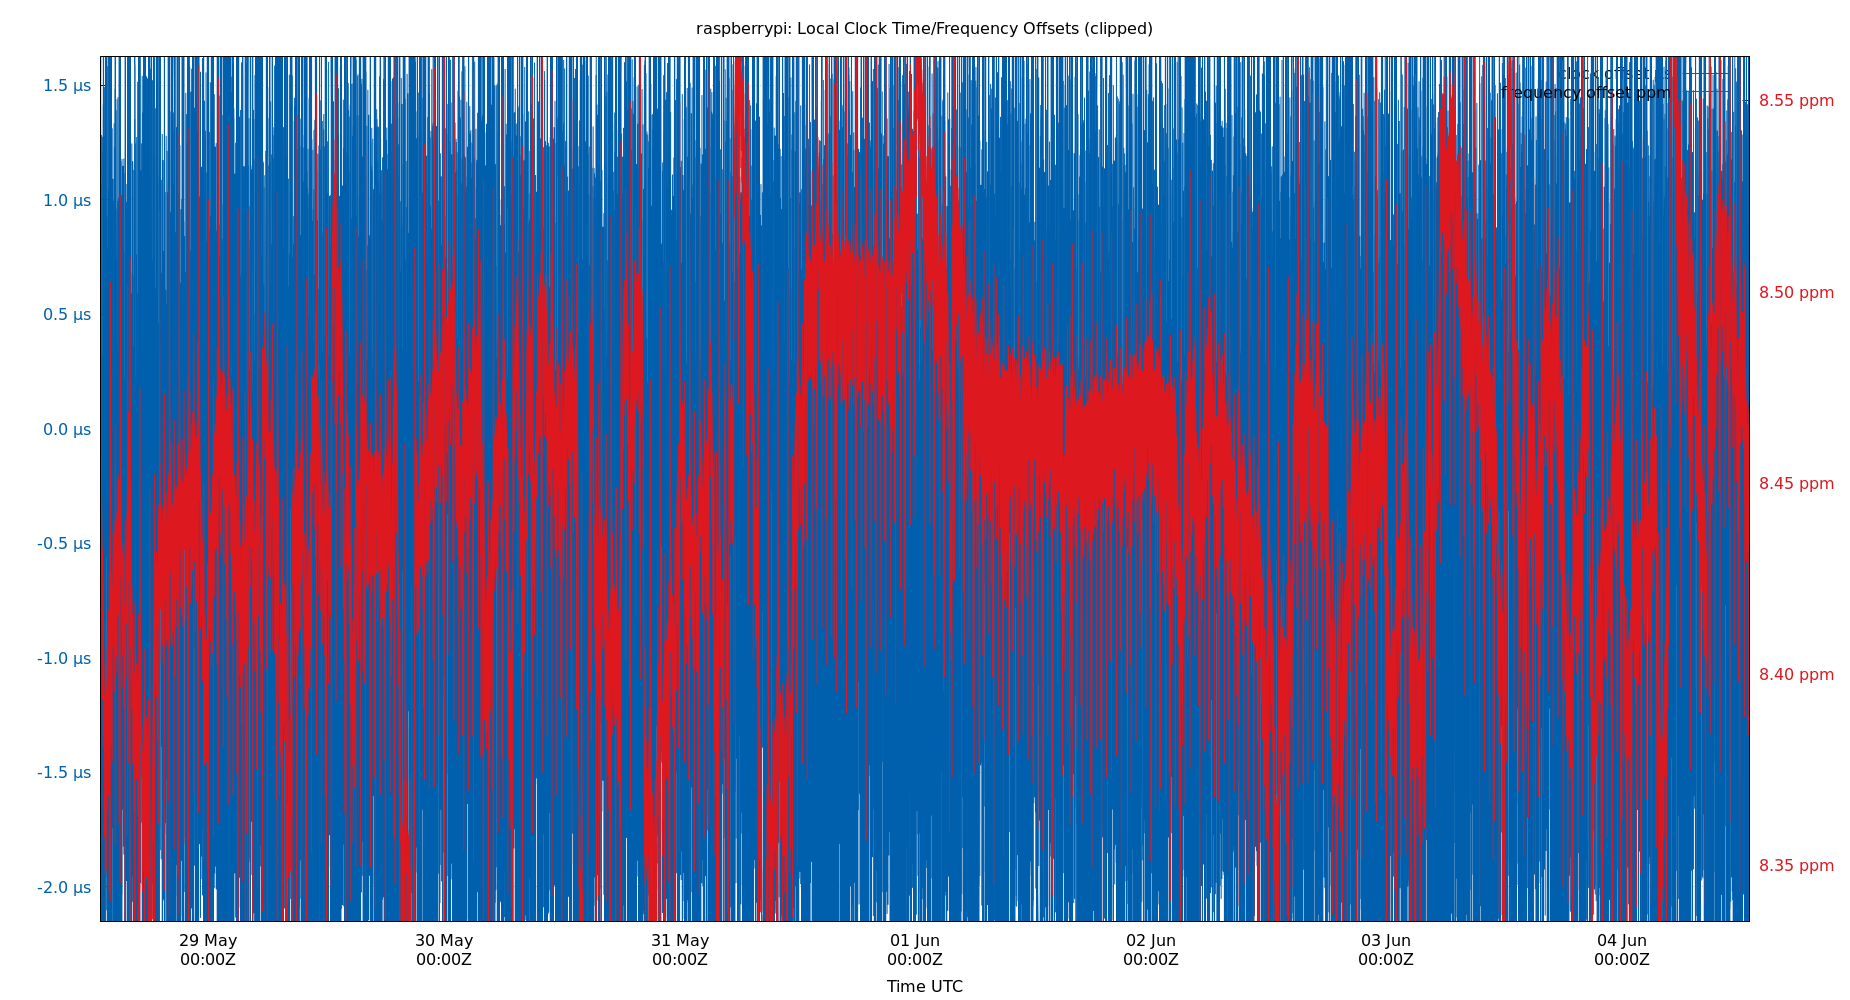 raspberrypi: Local Clock Time/Frequency Offsets (clipped)
clock offset
frequency offset ppm
1.5 µs
1.0 µs
0.5 µs
0.0 µs
-0.5 µs
-1.0 µs
-1.5 µs
-2.0 µs
8.55 ppm
8.50 ppm
8.45 ppm
8.40 ppm
8.35 ppm
29 May 30 May 31 May 01 Jun 02 Jun 03 Jun 04 Jun
00:00Z 00:00Z 00:00Z 00:00Z 00:00Z 00:00Z 00:00Z
Time UTC